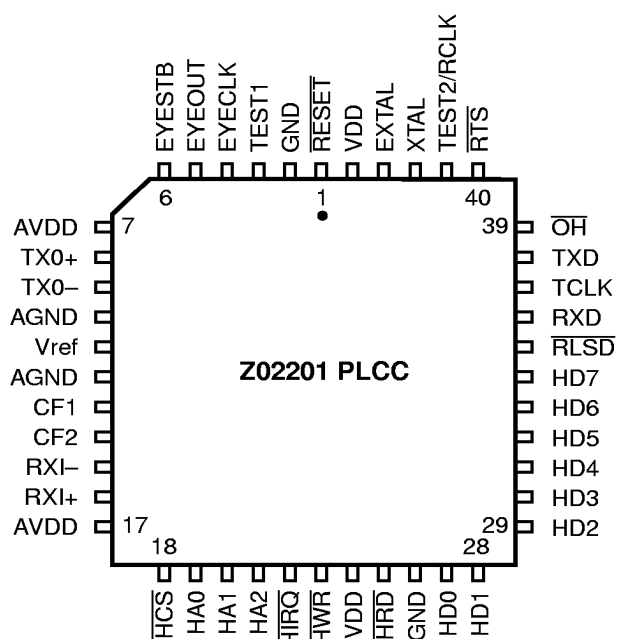 EYESTB
EYEOUT
EYECLK
TEST1
GND
RESET
VDD
EXTAL
XTAL
TEST2/RCLK
RTS
6
1
40
AVDD
7
39
OH
TX0+
TXD
TX0–
TCLK
AGND
RXD
Vref
RLSD
AGND
Z02201 PLCC
HD7
CF1
HD6
CF2
HD5
RXI–
HD4
RXI+
HD3
AVDD
17
29
HD2
18
28
HCS
HA0
HA1
HA2
HIRQ
HWR
VDD
HRD
GND
HD0
HD1